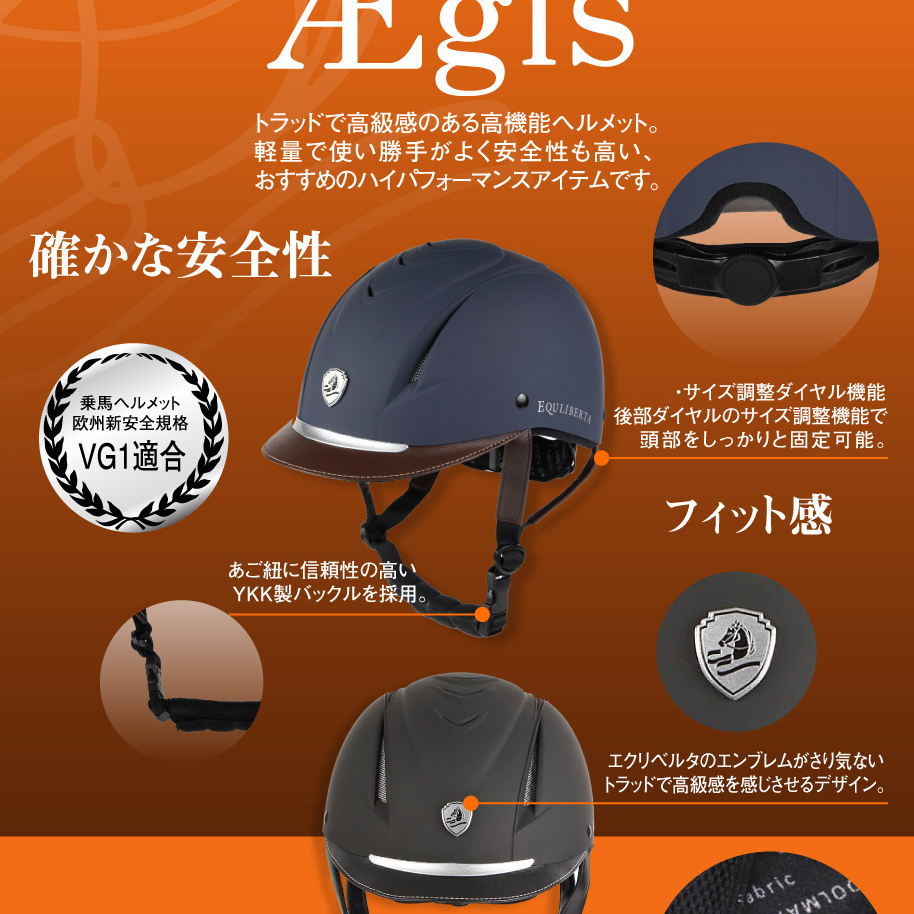 Ægis
トラッドで高級感のある高機能ヘルメット。
軽量で使い勝手がよく安全性も高い、
おすすめのハイパフォーマンスアイテムです。
確かな安全性
乗馬ヘルメット
欧州新安全規格
VG1適合
EQULIBERTA
・サイズ調整ダイヤル機能
後部ダイヤルのサイズ調整機能で
頭部をしっかりと固定可能。
フィット感
あご紐に信頼性の高い
YKK製バックルを採用。
エクリベルタのエンブレムがさり気ない
トラッドで高級感を感じさせるデザイン。
fabric